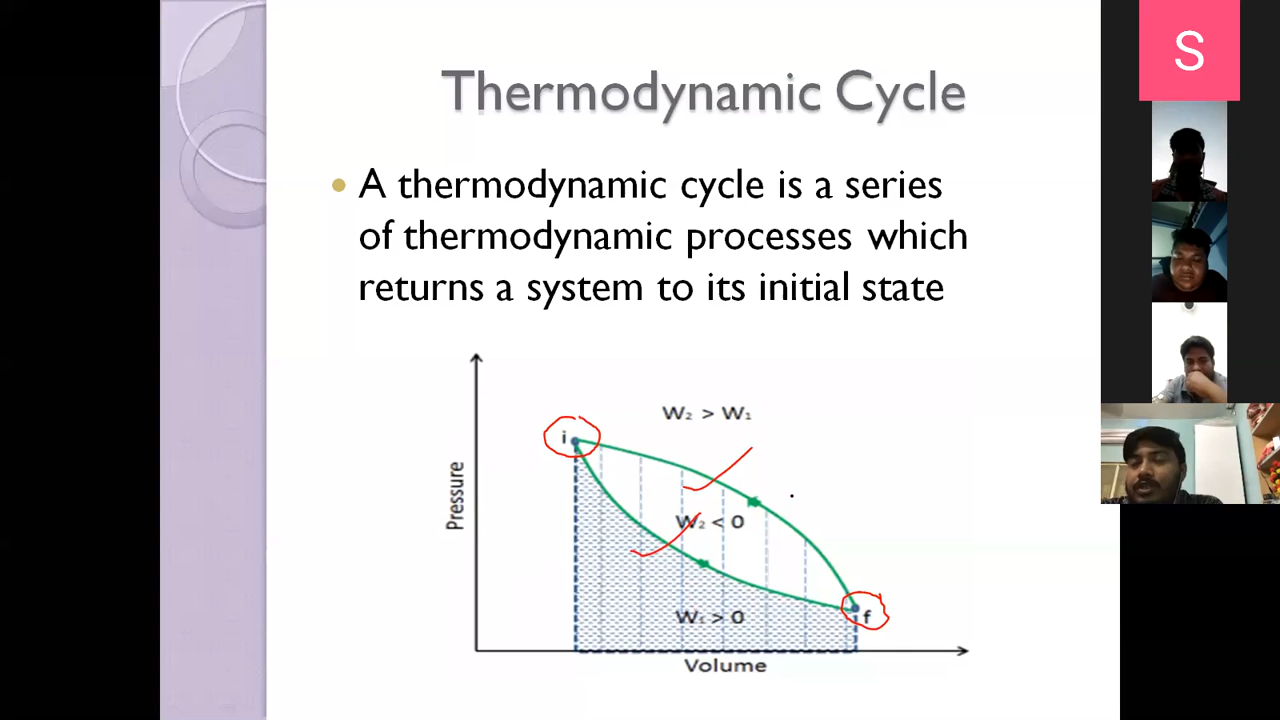 Thermodynamic Cycle
A thermodynamic cycle is a series
of thermodynamic processes which
returns a system to its initial state
W₂ > W₁
i
W₂ < 0
W₁ > 0
f
Pressure
Volume
S